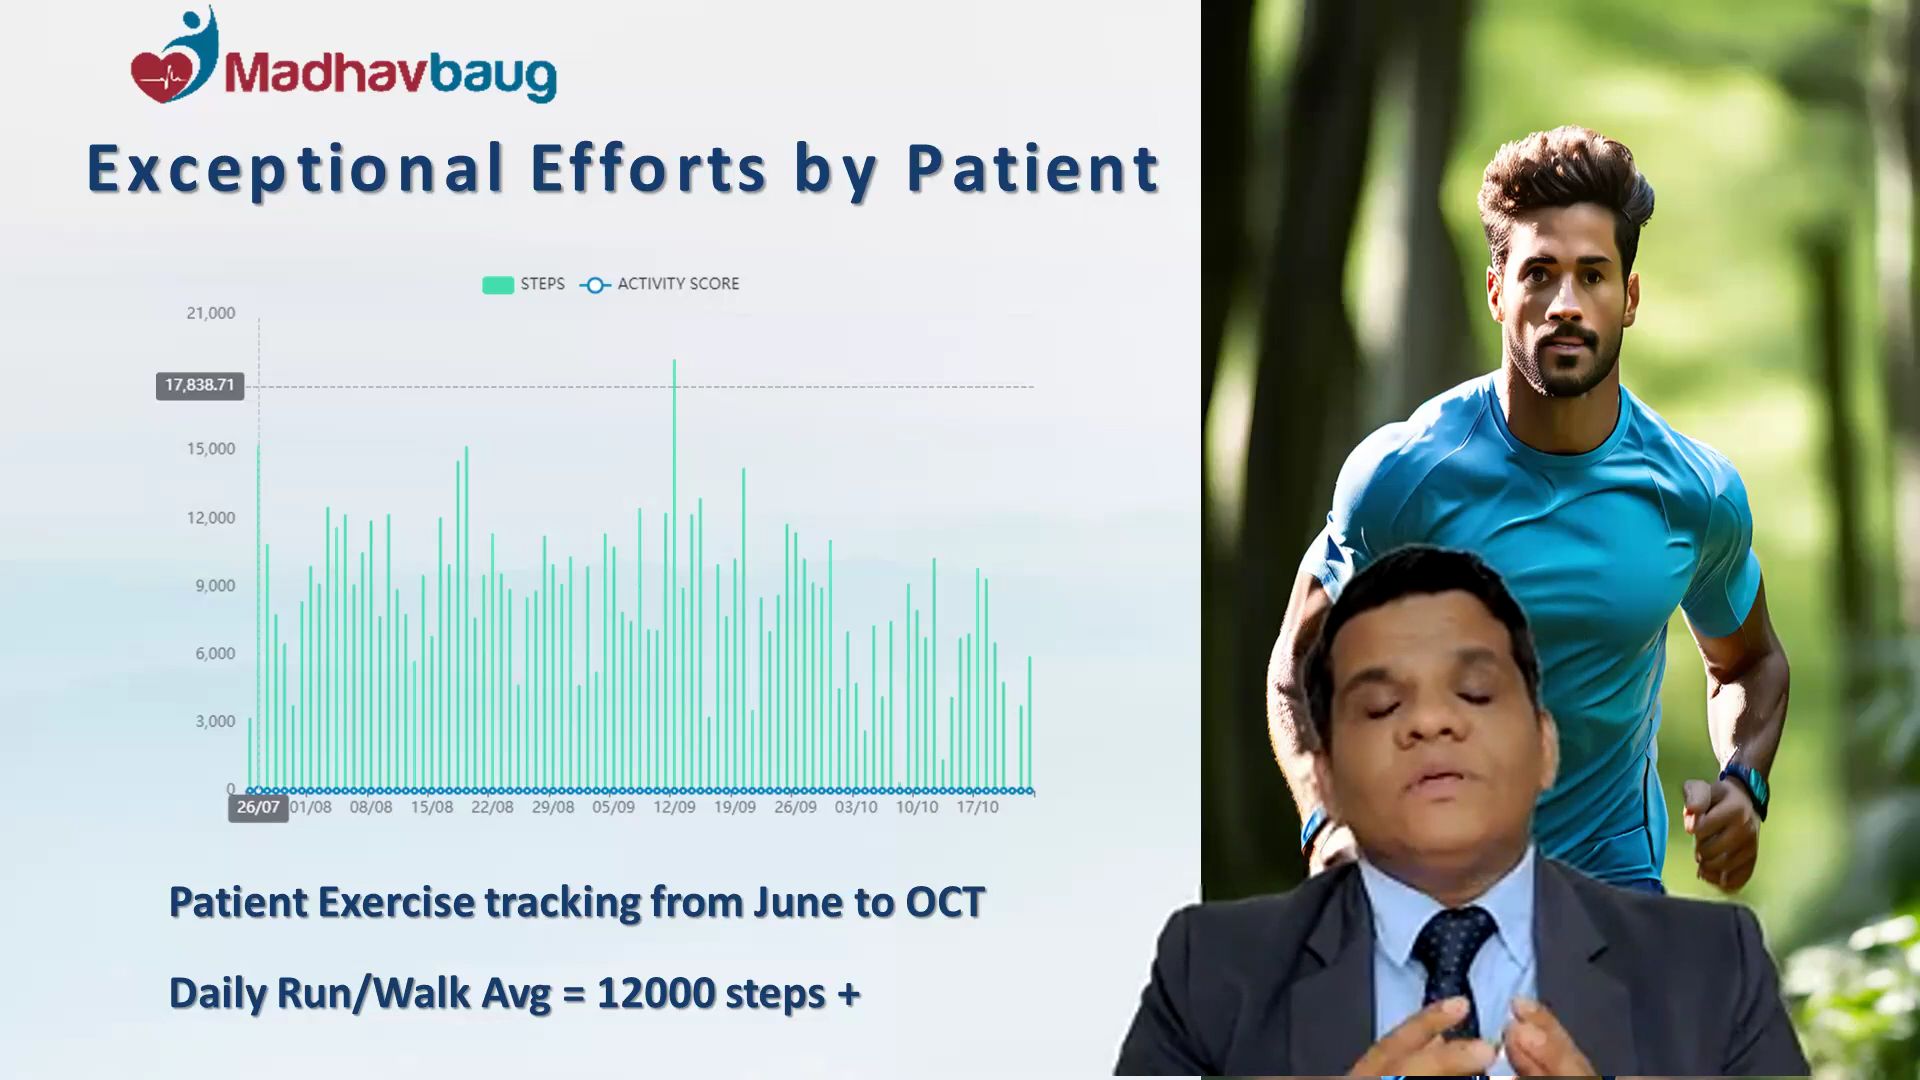 Madhavbaug
Exceptional Efforts by Patient
STEPS ACTIVITY SCORE
21,000
17,838.71
15,000
12,000
9,000
6,000
3,000
0
26/07 01/08 08/08 15/08 22/08 29/08 05/09 12/09 19/09 26/09 03/10 10/10 17/10
Patient Exercise tracking from June to OCT
Daily Run/Walk Avg = 12000 steps +